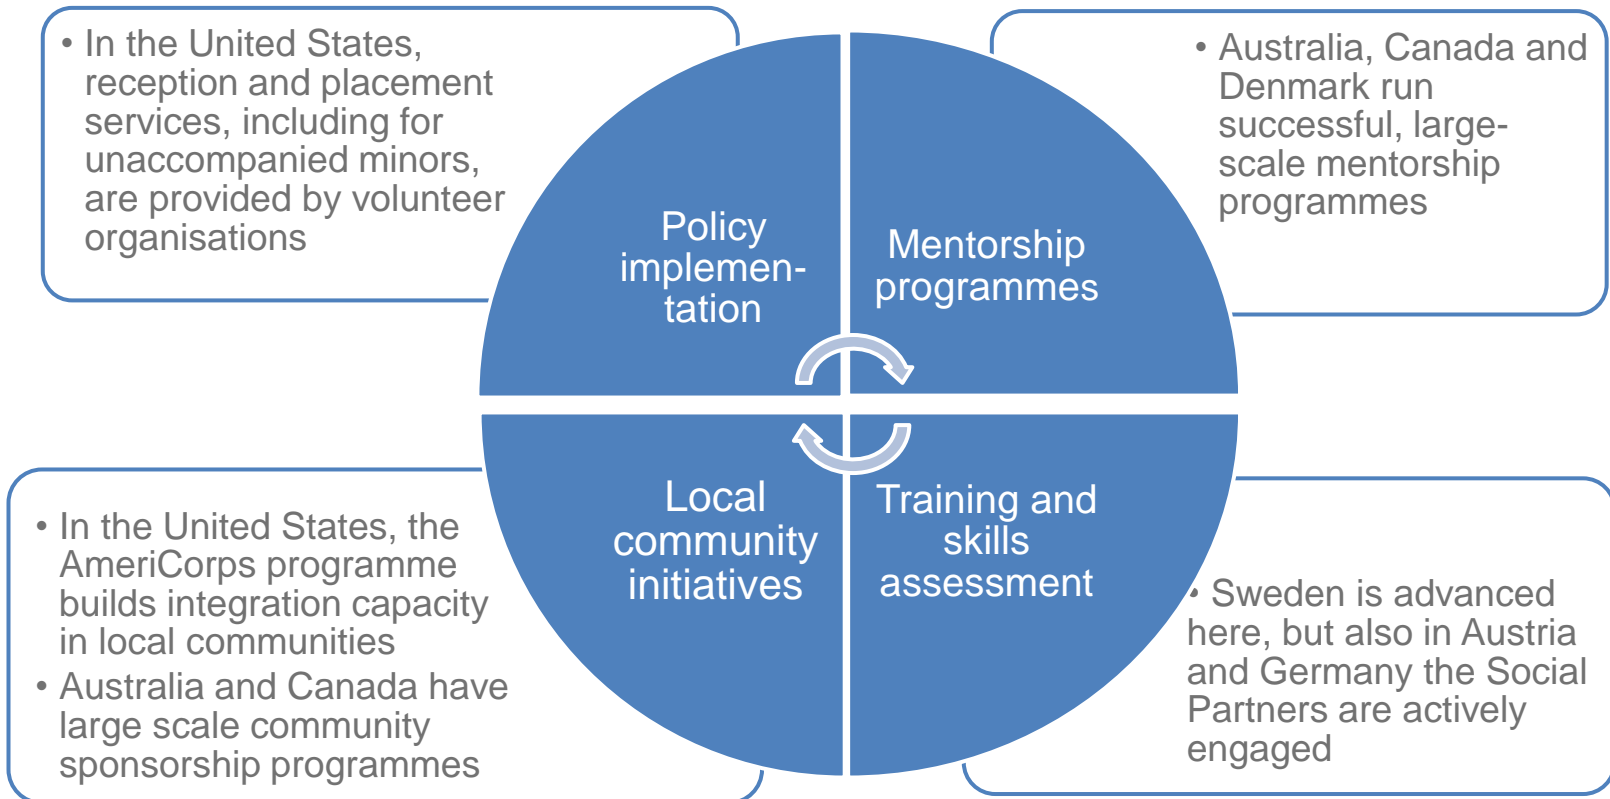 • In the United States,
reception and placement
services, including for
unaccompanied minors,
are provided by volunteer
organisations
• Australia, Canada and
Denmark run
successful, large-
scale mentorship
programmes
Policy
implemen-
tation
Mentorship
programmes
Local
community
initiatives
Training and
skills
assessment
• In the United States, the
AmeriCorps programme
builds integration capacity
in local communities
• Australia and Canada have
large scale community
sponsorship programmes
• Sweden is advanced
here, but also in Austria
and Germany the Social
Partners are actively
engaged